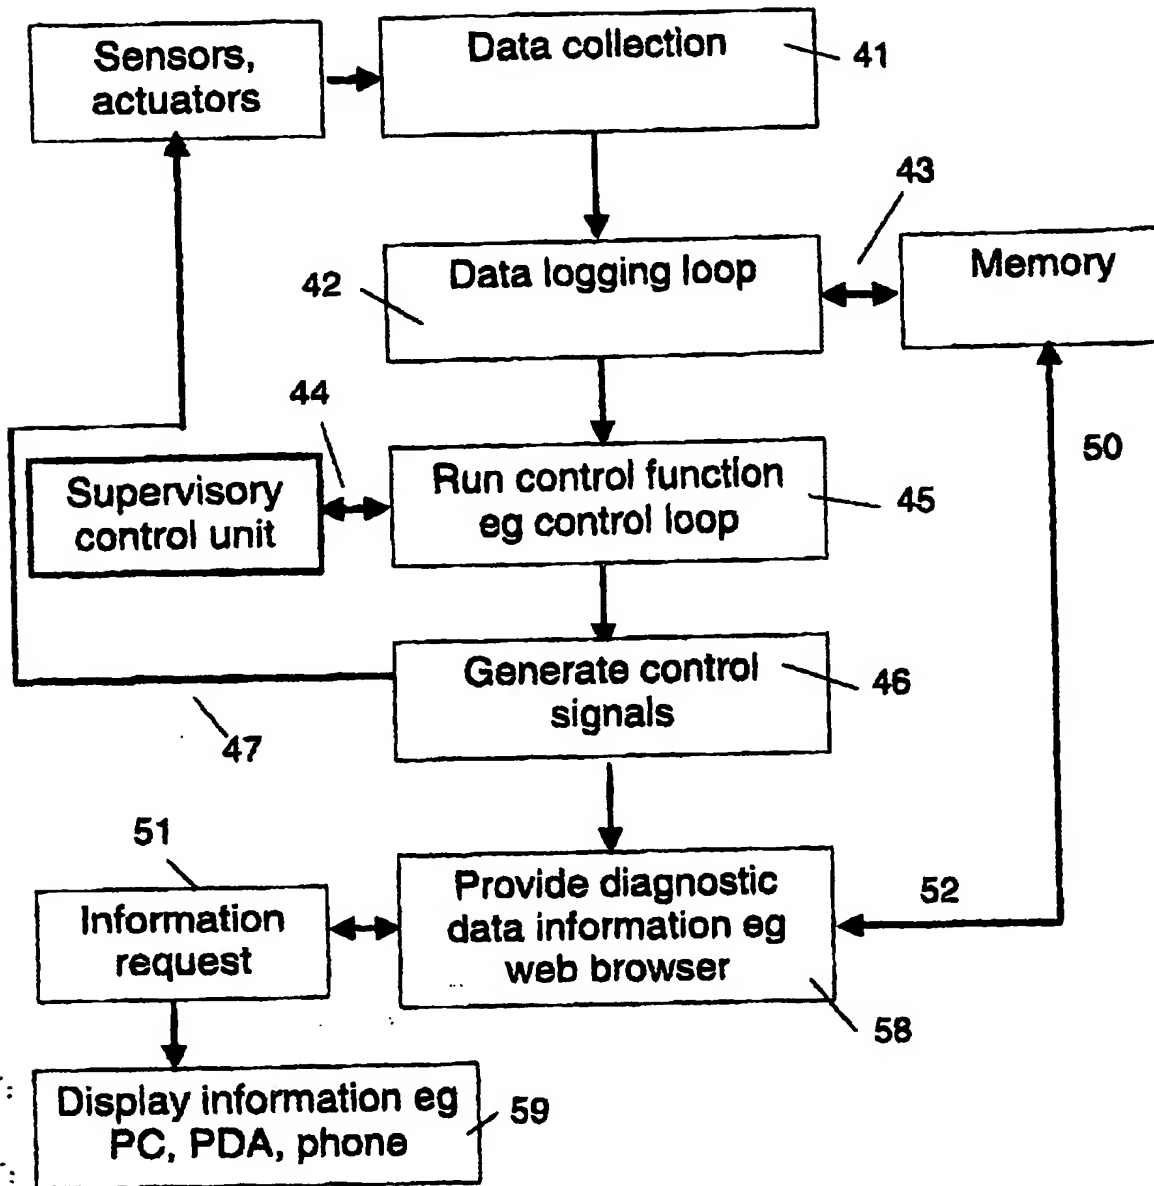 Sensors,
actuators
Data collection
41
43
Data logging loop
42
Memory
44
50
Supervisory
control unit
Run control function
eg control loop
45
Generate control
signals
46
47
51
Information
request
Provide diagnostic
data information eg
web browser
52
58
Display information eg
PC, PDA, phone
59